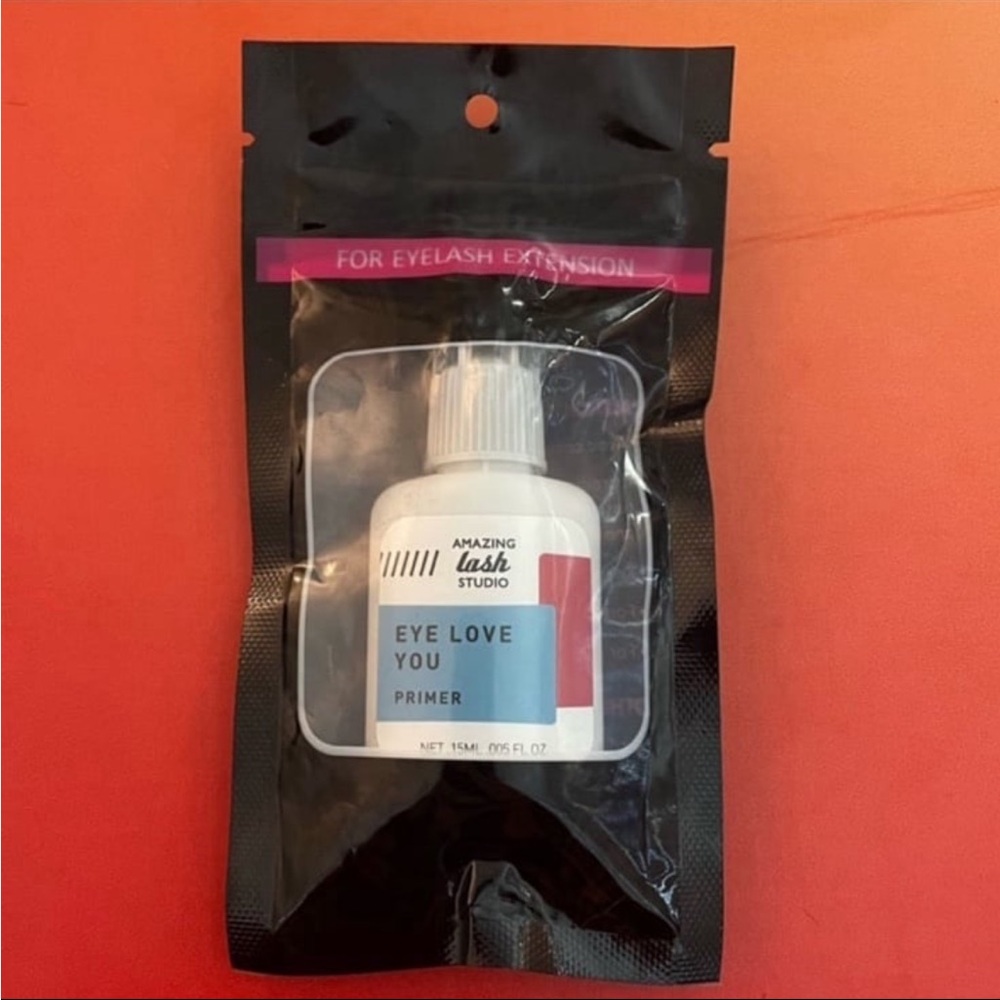 FOR EYELASH EXTENSION
AMAZING
lash
STUDIO
EYE LOVE
YOU
PRIMER
NET .15ML .005 FL OZ